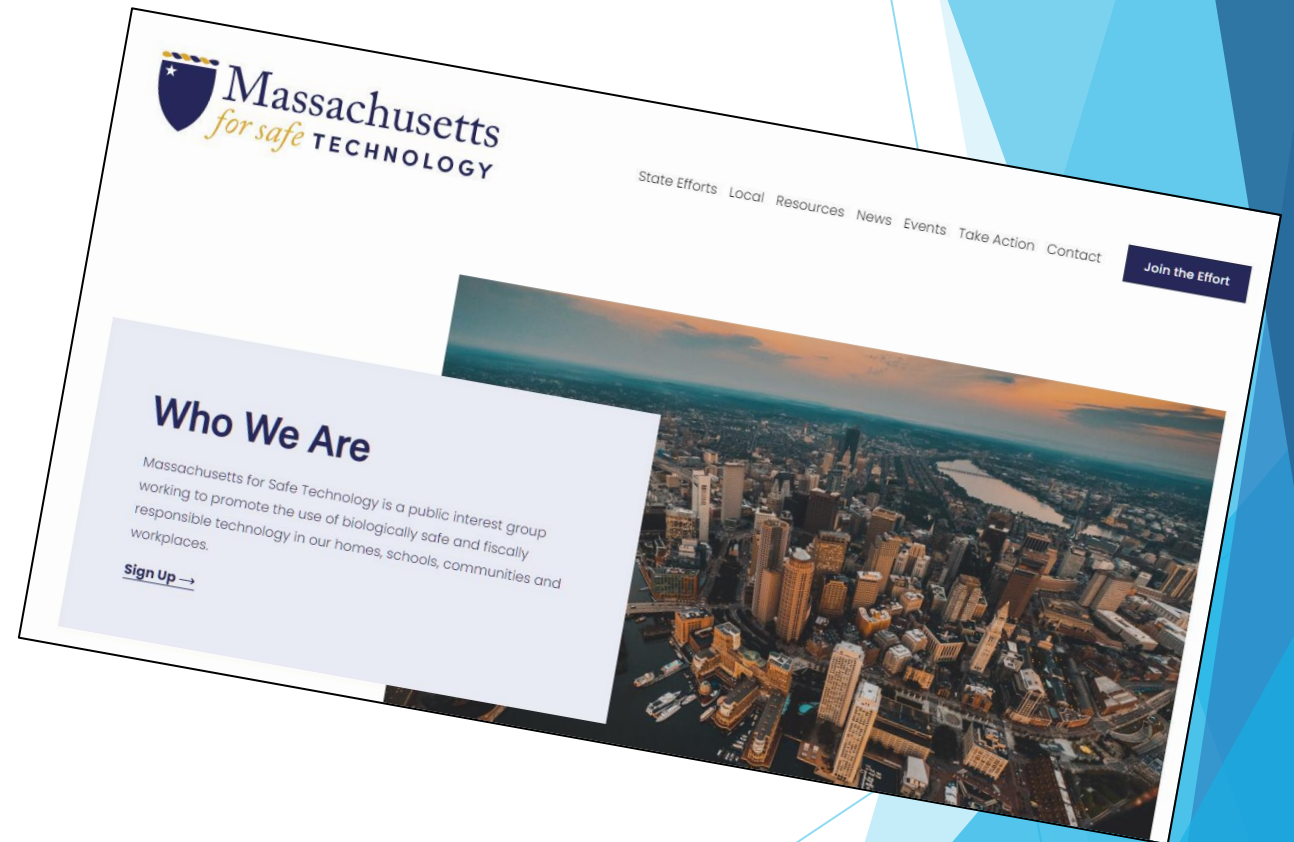 Massachusetts
for safe TECHNOLOGY
State Efforts Local Resources News Events Take Action Contact
Join the Effort
Who We Are
Massachusetts for Safe Technology is a public interest group
working to promote the use of biologically safe and fiscally
responsible technology in our homes, schools, communities and
workplaces.
Sign Up →